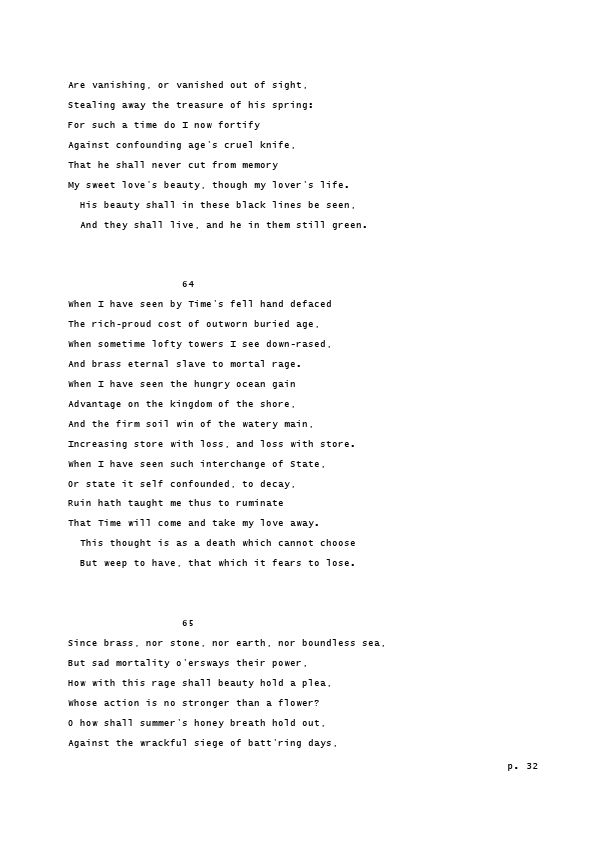 Are vanishing, or vanished out of sight,
Stealing away the treasure of his spring:
For such a time do I now fortify
Against confounding age's cruel knife,
That he shall never cut from memory
My sweet love's beauty, though my lover's life.
His beauty shall in these black lines be seen,
And they shall live, and he in them still green.
64
When I have seen by Time's fell hand defaced
The rich-proud cost of outworn buried age,
When sometime lofty towers I see down-rased,
And brass eternal slave to mortal rage.
When I have seen the hungry ocean gain
Advantage on the kingdom of the shore,
And the firm soil win of the watery main,
Increasing store with loss, and loss with store.
When I have seen such interchange of State,
Or state it self confounded, to decay,
Ruin hath taught me thus to ruminate
That Time will come and take my love away.
This thought is as a death which cannot choose
But weep to have, that which it fears to lose.
65
Since brass, nor stone, nor earth, nor boundless sea,
But sad mortality o'ersways their power,
How with this rage shall beauty hold a plea,
Whose action is no stronger than a flower?
O how shall summer's honey breath hold out,
Against the wrackful siege of batt'ring days,
p. 32